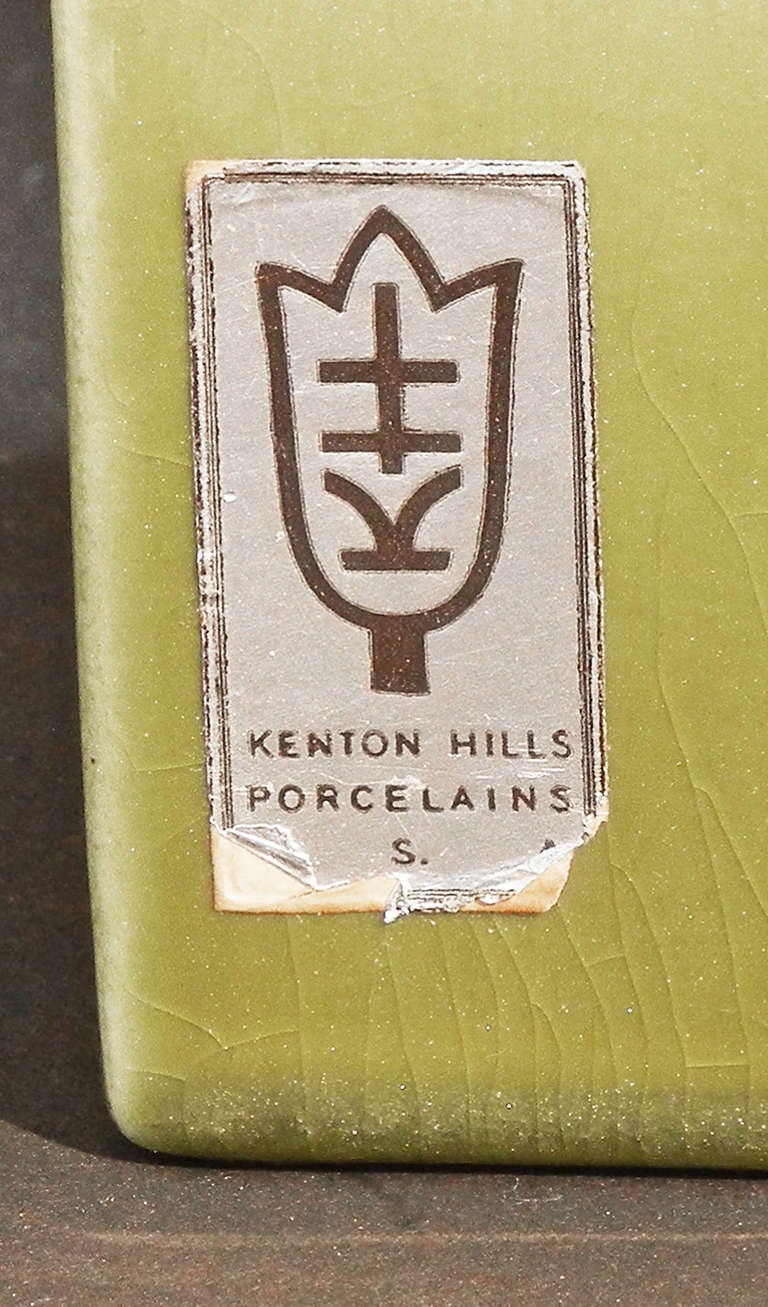 KENTON HILLS
PORCELAINS
S. A